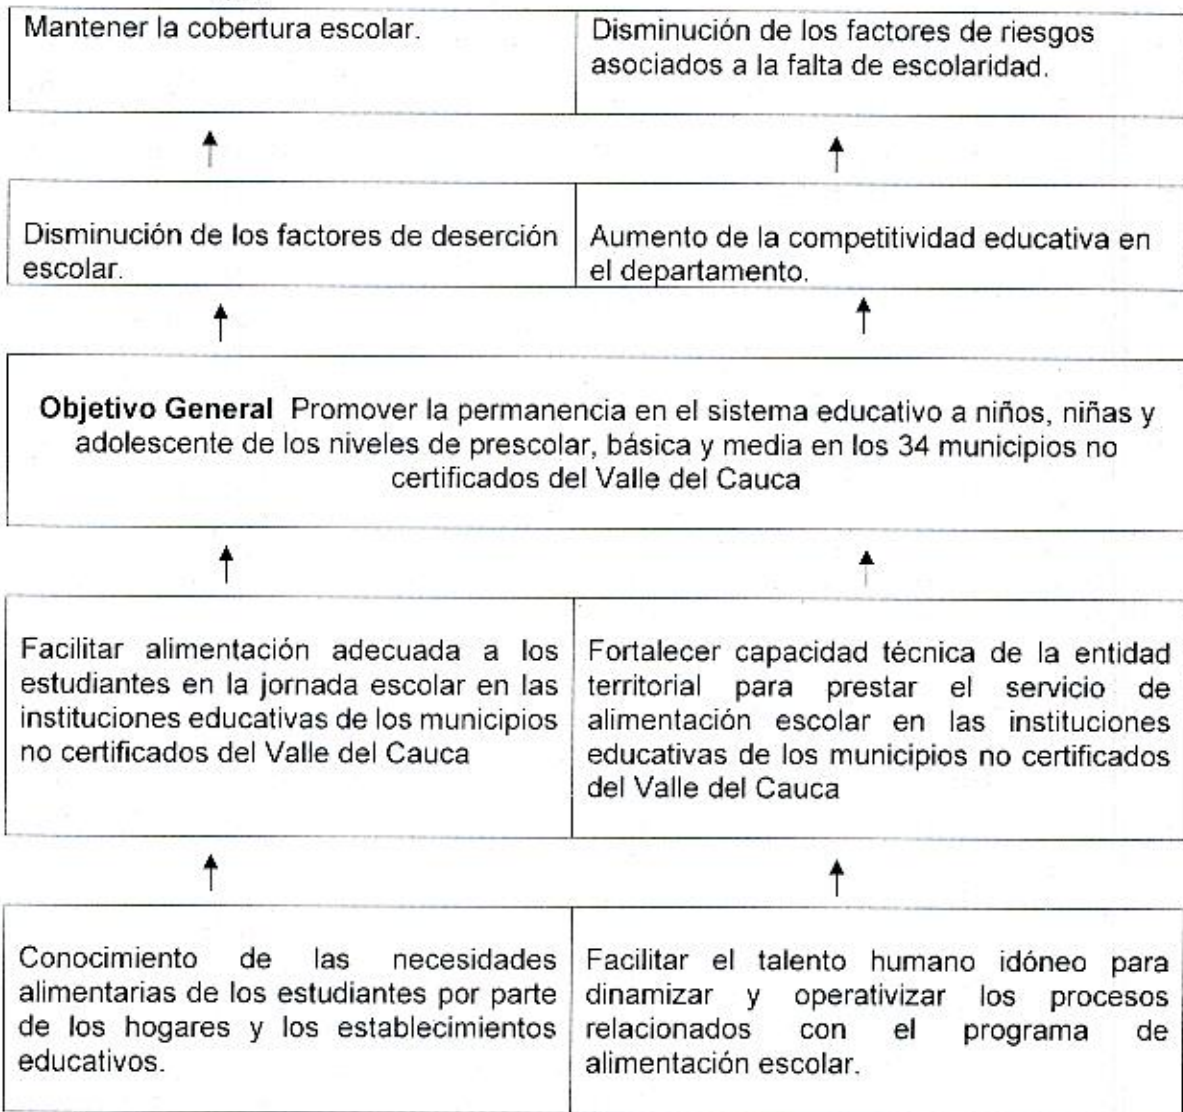 Mantener la cobertura escolar.
Disminución de los factores de riesgos
asociados a la falta de escolaridad.
Disminución de los factores de deserción
escolar.
Aumento de la competitividad educativa en
el departamento.
Objetivo General Promover la permanencia en el sistema educativo a niños, niñas y
adolescente de los niveles de prescolar, básica y media en los 34 municipios no
certificados del Valle del Cauca
Facilitar alimentación adecuada a los
estudiantes en la jornada escolar en las
instituciones educativas de los municipios
no certificados del Valle del Cauca
Fortalecer capacidad técnica de la entidad
territorial para prestar el servicio de
alimentación escolar en las instituciones
educativas de los municipios no certificados
del Valle del Cauca
Conocimiento de las necesidades
alimentarias de los estudiantes por parte
de los hogares y los establecimientos
educativos.
Facilitar el talento humano idóneo para
dinamizar y operativizar los procesos
relacionados con el programa de
alimentación escolar.